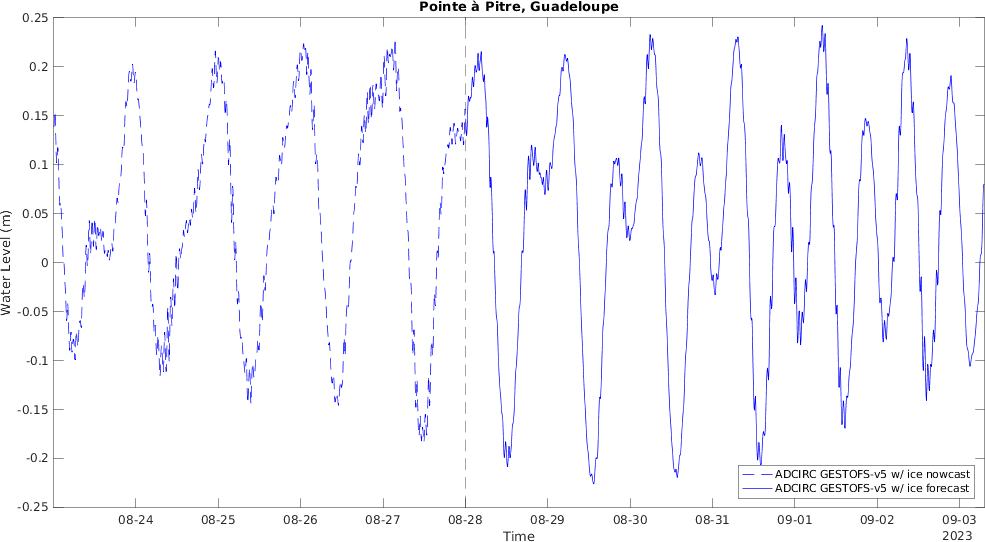 Pointe à Pitre, Guadeloupe
0.25
0.2
0.15
0.1
0.05
0
-0.05
-0.1
-0.15
-0.2
-0.25
Water Level (m)
ADCIRC GESTOFS-v5 w/ ice nowcast
ADCIRC GESTOFS-v5 w/ ice forecast
08-24 08-25 08-26 08-27 08-28 08-29 08-30 08-31 09-01 09-02 09-03
2023
Time